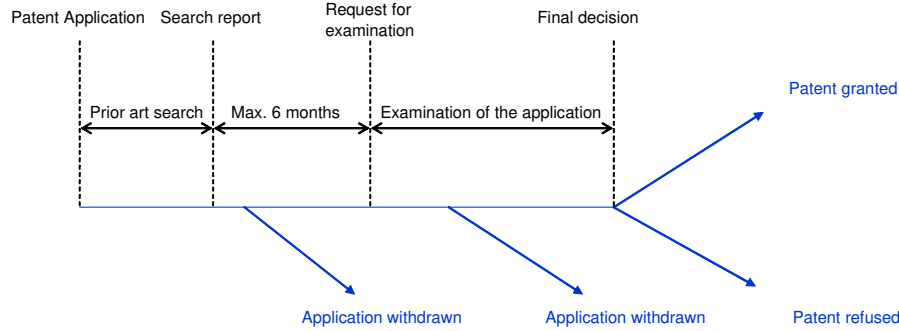 Patent Application
Search report
Request for
examination
Final decision
Prior art search
Max. 6 months
Examination of the application
Patent granted
Application withdrawn
Application withdrawn
Patent refused